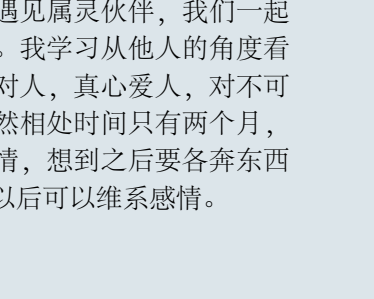 遇见属灵伙伴，我们一起
。我学习从他人的角度看
对人，真心爱人，对不可
然相处时间只有两个月，
情，想到之后要各奔东西
以后可以维系感情。